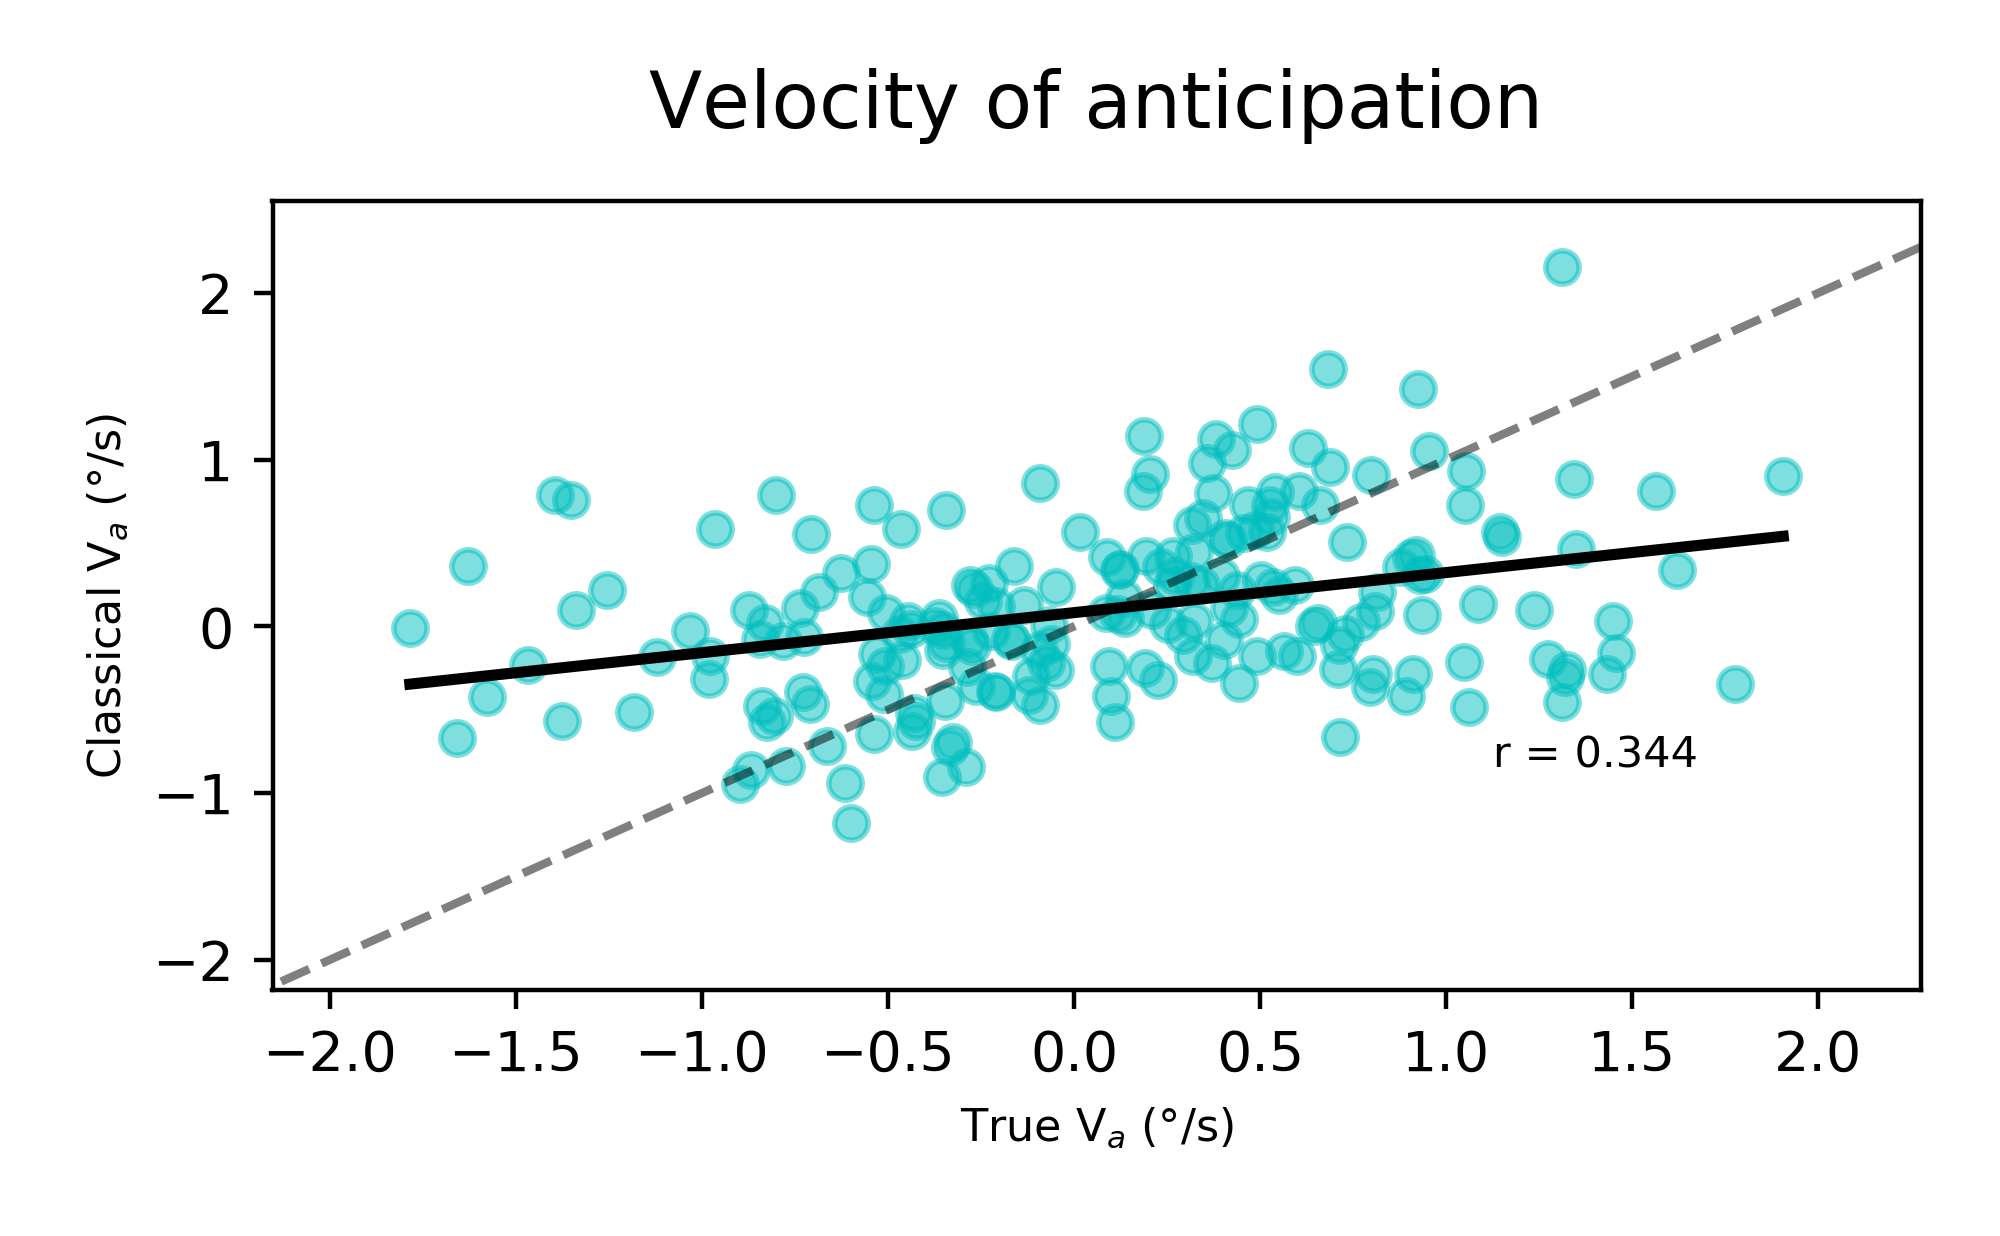 Velocity of anticipation
Classical Vₐ (°/s)
2
1
0
−1
−2
r = 0.344
−2.0 −1.5 −1.0 −0.5 0.0 0.5 1.0 1.5 2.0
True Vₐ (°/s)